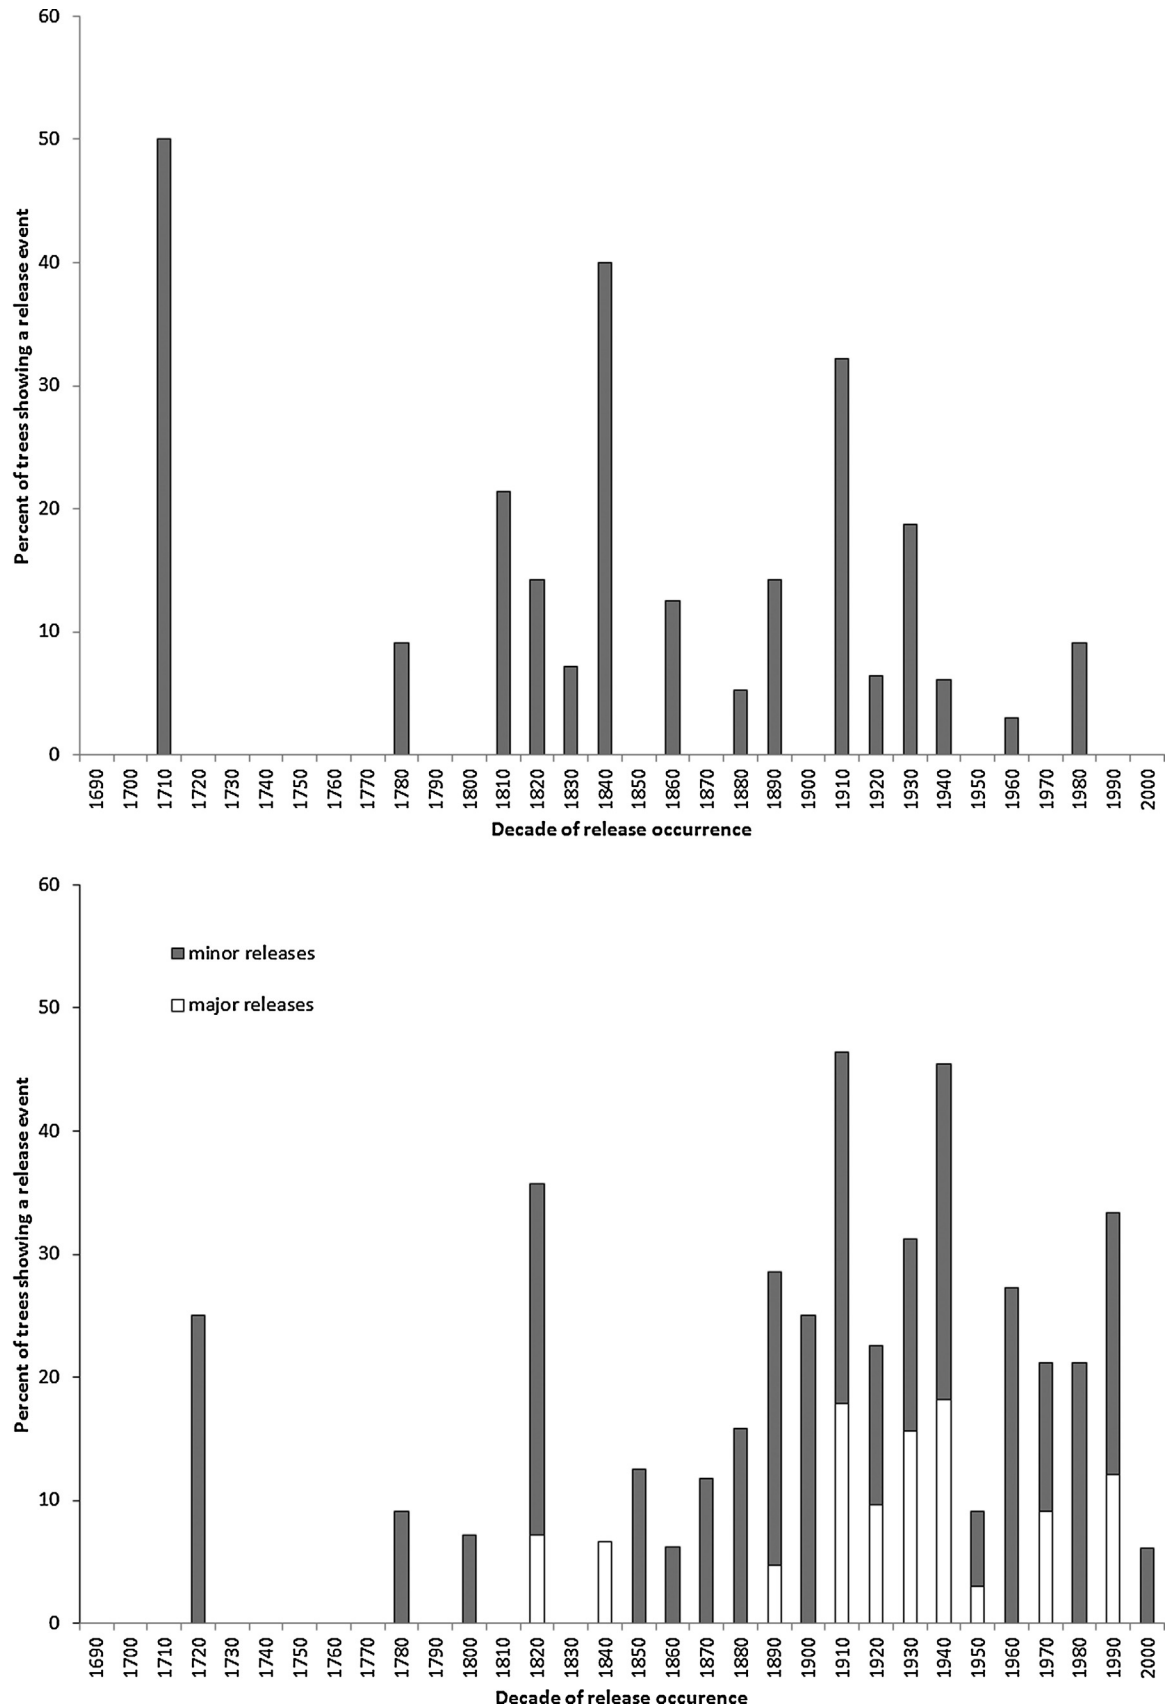 60
50
40
30
20
10
0
Percent of trees showing a release event
1690 1700 1710 1720 1730 1740 1750 1760 1770 1780 1790 1800 1810 1820 1830 1840 1850 1860 1870 1880 1890 1900 1910 1920 1930 1940 1950 1960 1970 1980 1990 2000
Decade of release occurrence
60
50
40
30
20
10
0
Percent of trees showing a release event
minor releases
major releases
1690 1700 1710 1720 1730 1740 1750 1760 1770 1780 1790 1800 1810 1820 1830 1840 1850 1860 1870 1880 1890 1900 1910 1920 1930 1940 1950 1960 1970 1980 1990 2000
Decade of release occurence